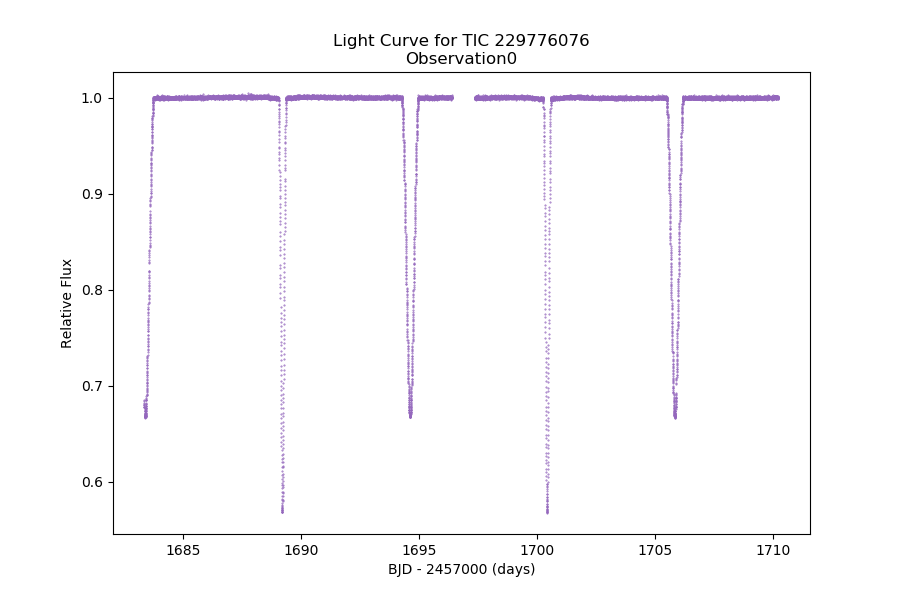 Light Curve for TIC 229776076
Observation0
1.0
0.9
0.8
0.7
0.6
Relative Flux
1685
1690
1695
1700
1705
1710
BJD - 2457000 (days)